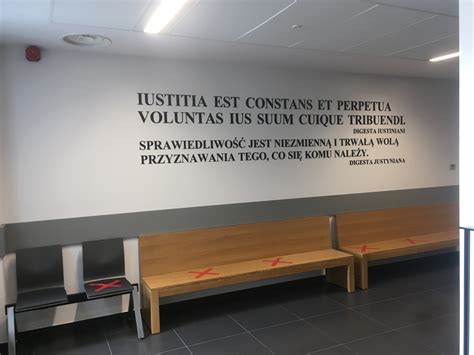 IUSTITIA EST CONSTANS ET PERPETUA
VOLUNTAS IUS SUUM CUIQUE TRIBUENDI.
DIGESTA IUSTINIANI
SPRAWIEDLIWOŚĆ JEST NIEZMIENNĄ I TRWAŁĄ WOLĄ
PRZYZNAWANIA TEGO, CO SIĘ KOMU NALEŻY.
DIGESTA JUSTYNIANA